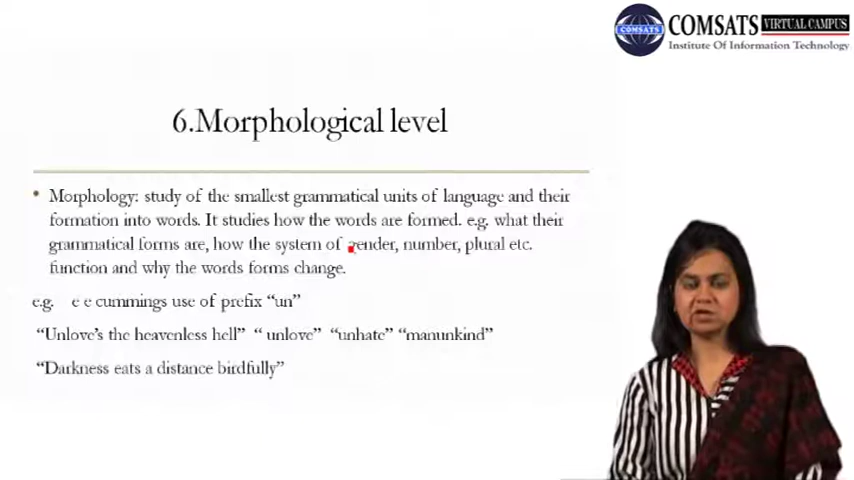 COMSATS VIRTUAL CAMPUS
COMSATS
Institute Of Information Technology
6.Morphological level
• Morphology: study of the smallest grammatical units of language and their
formation into words. It studies how the words are formed. e.g. what their
grammatical forms are, how the system of gender, number, plural etc.
function and why the words forms change.
e.g. e e cummings use of prefix “un”
“Unlove’s the heavenless hell” “ unlove” “unhate” “manunkind”
“Darkness eats a distance birdfully”